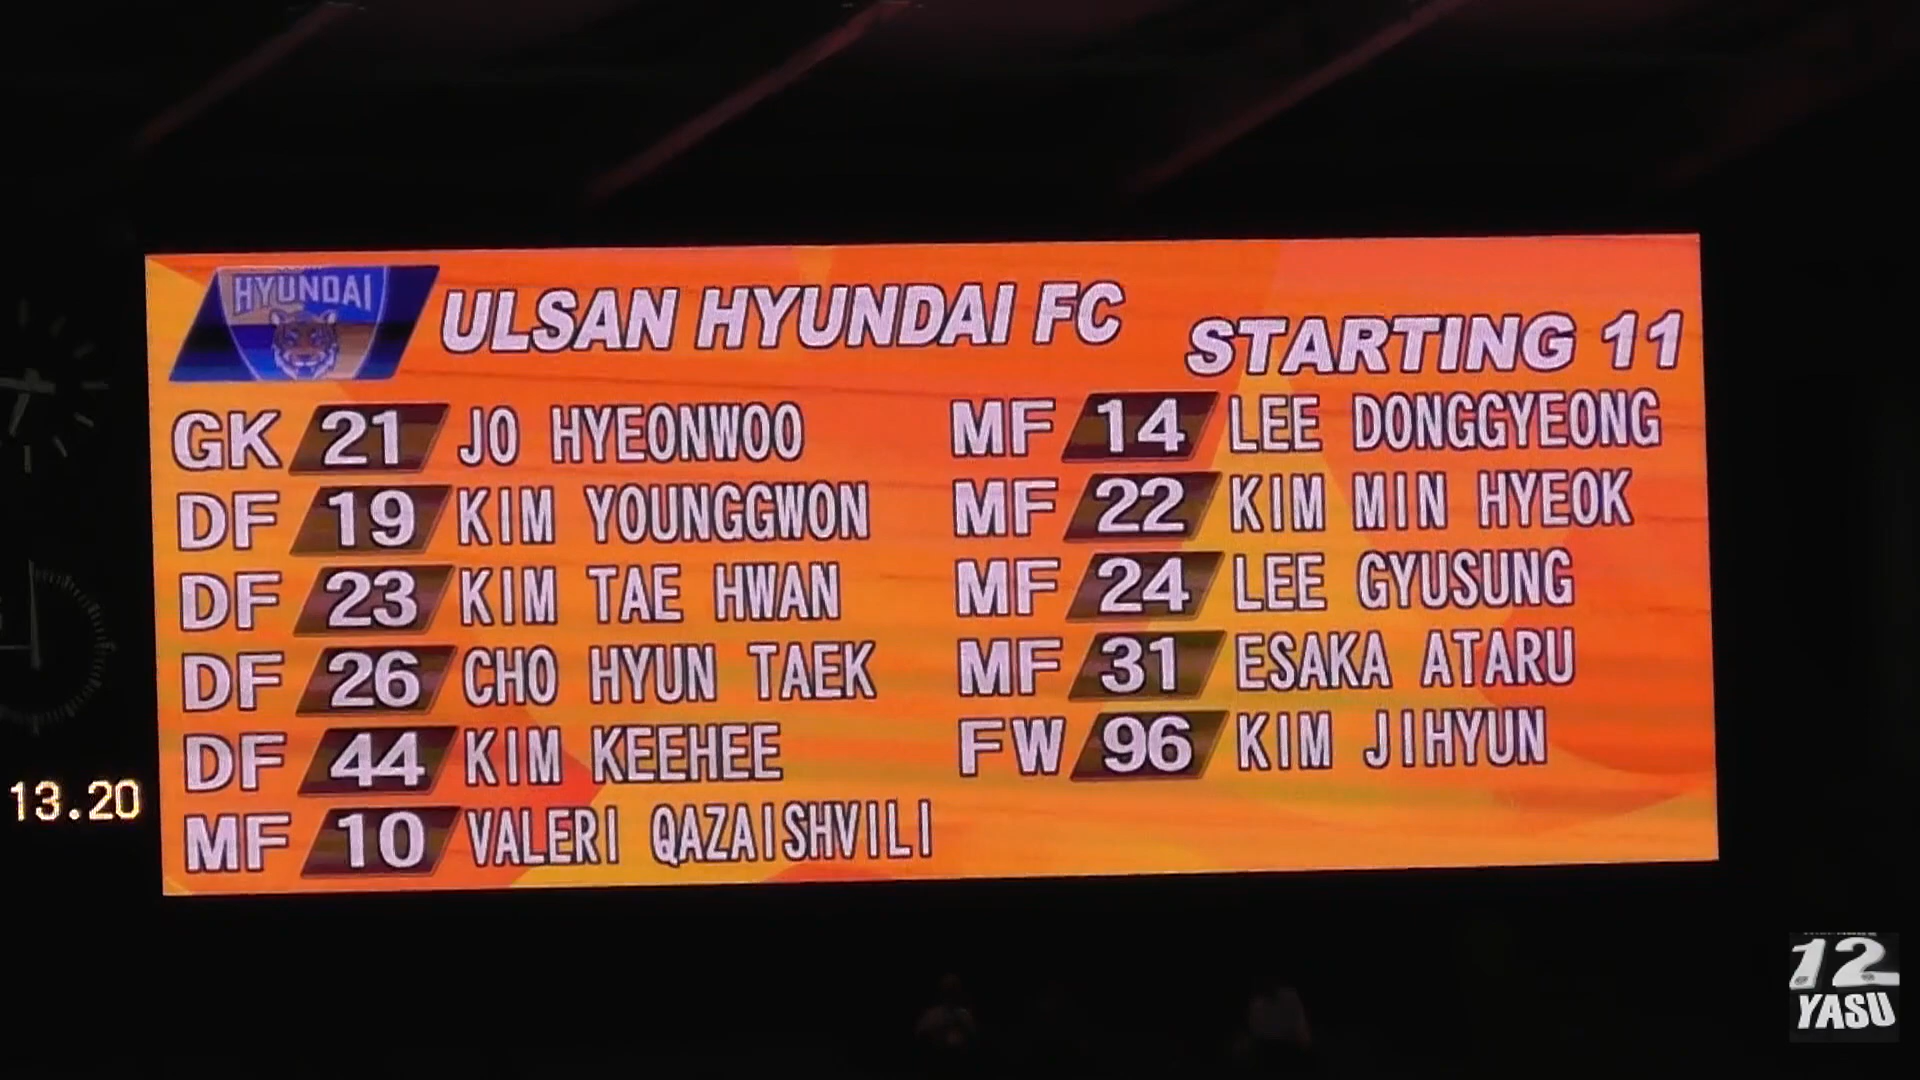 HYUNDAI
ULSAN HYUNDAI FC
STARTING 11
GK 21 JO HYEONWOO
DF 19 KIM YOUNGGWON
DF 23 KIM TAE HWAN
DF 26 CHO HYUN TAEK
DF 44 KIM KEEHEE
MF 10 VALERI QAZAISHVILI
MF 14 LEE DONGGYEONG
MF 22 KIM MIN HYEOK
MF 24 LEE GYUSUNG
MF 31 ESAKA ATARU
FW 96 KIM JIHYUN
13.20
12
YASU